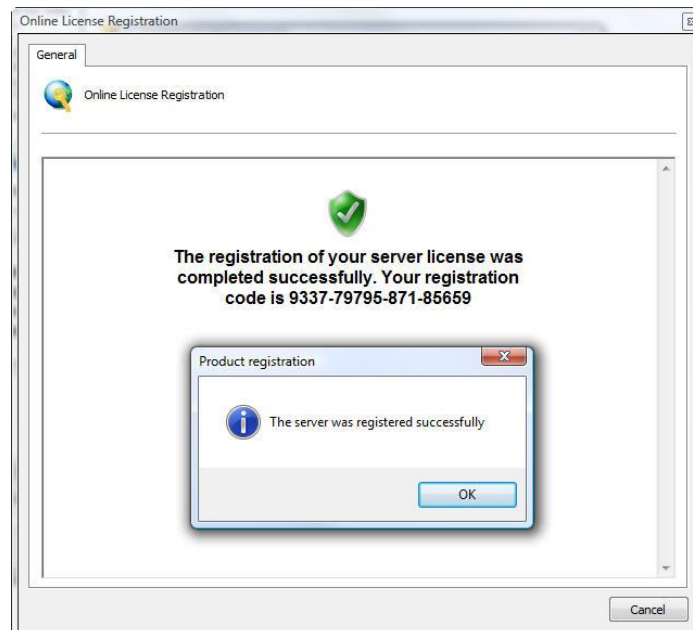 Online License Registration
General
Online License Registration
The registration of your server license was
completed successfully. Your registration
code is 9337-79795-871-85659
Product registration
The server was registered successfully
OK
Cancel